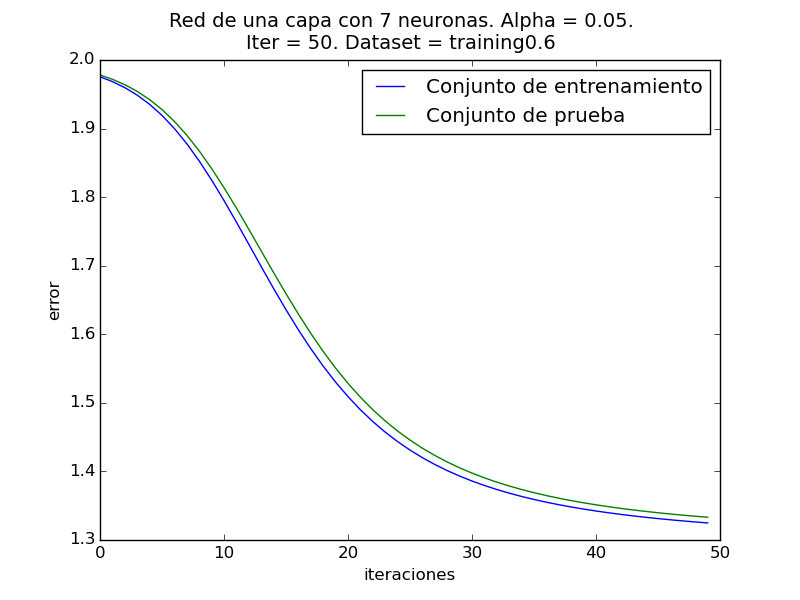 Red de una capa con 7 neuronas. Alpha = 0.05.
Iter = 50. Dataset = training0.6
Conjunto de entrenamiento
Conjunto de prueba
2.0
1.9
1.8
1.7
1.6
1.5
1.4
1.3
error
0 10 20 30 40 50
iteraciones